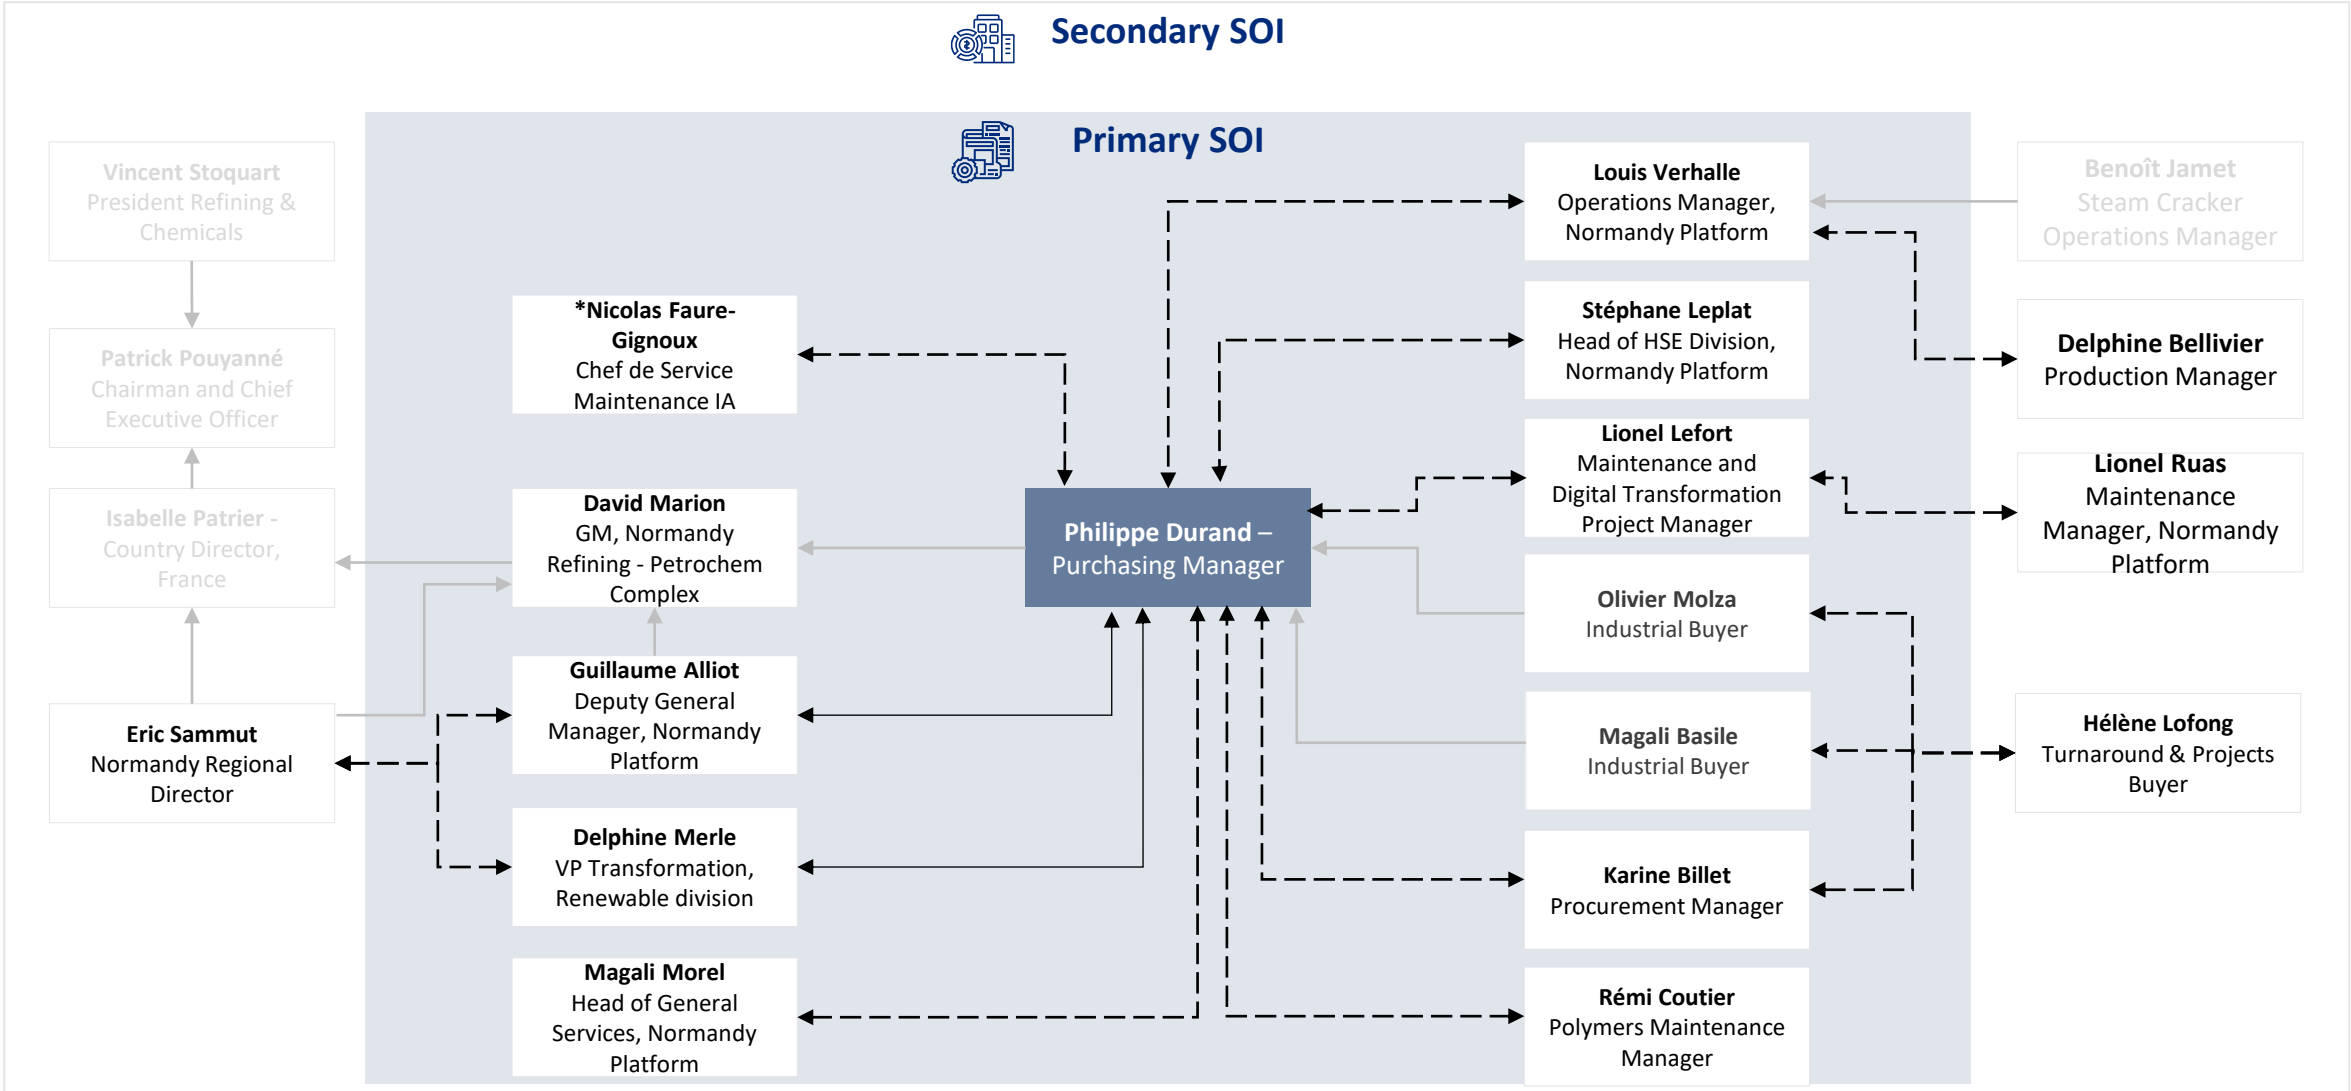 Secondary SOI
Primary SOI
Vincent Stoquart
President Refining &
Chemicals
Patrick Pouyanné
Chairman and Chief
Executive Officer
Isabelle Patrier -
Country Director,
France
Eric Sammut
Normandy Regional
Director
*Nicolas Faure-
Gignoux
Chef de Service
Maintenance IA
David Marion
GM, Normandy
Refining - Petrochem
Complex
Guillaume Alliot
Deputy General
Manager, Normandy
Platform
Delphine Merle
VP Transformation,
Renewable division
Magali Morel
Head of General
Services, Normandy
Platform
Philippe Durand –
Purchasing Manager
Louis Verhalle
Operations Manager,
Normandy Platform
Stéphane Leplat
Head of HSE Division,
Normandy Platform
Lionel Lefort
Maintenance and
Digital Transformation
Project Manager
Olivier Molza
Industrial Buyer
Magali Basile
Industrial Buyer
Karine Billet
Procurement Manager
Rémi Coutier
Polymers Maintenance
Manager
Benoît Jamet
Steam Cracker
Operations Manager
Delphine Bellivier
Production Manager
Lionel Ruas
Maintenance
Manager, Normandy
Platform
Hélène Lofong
Turnaround & Projects
Buyer